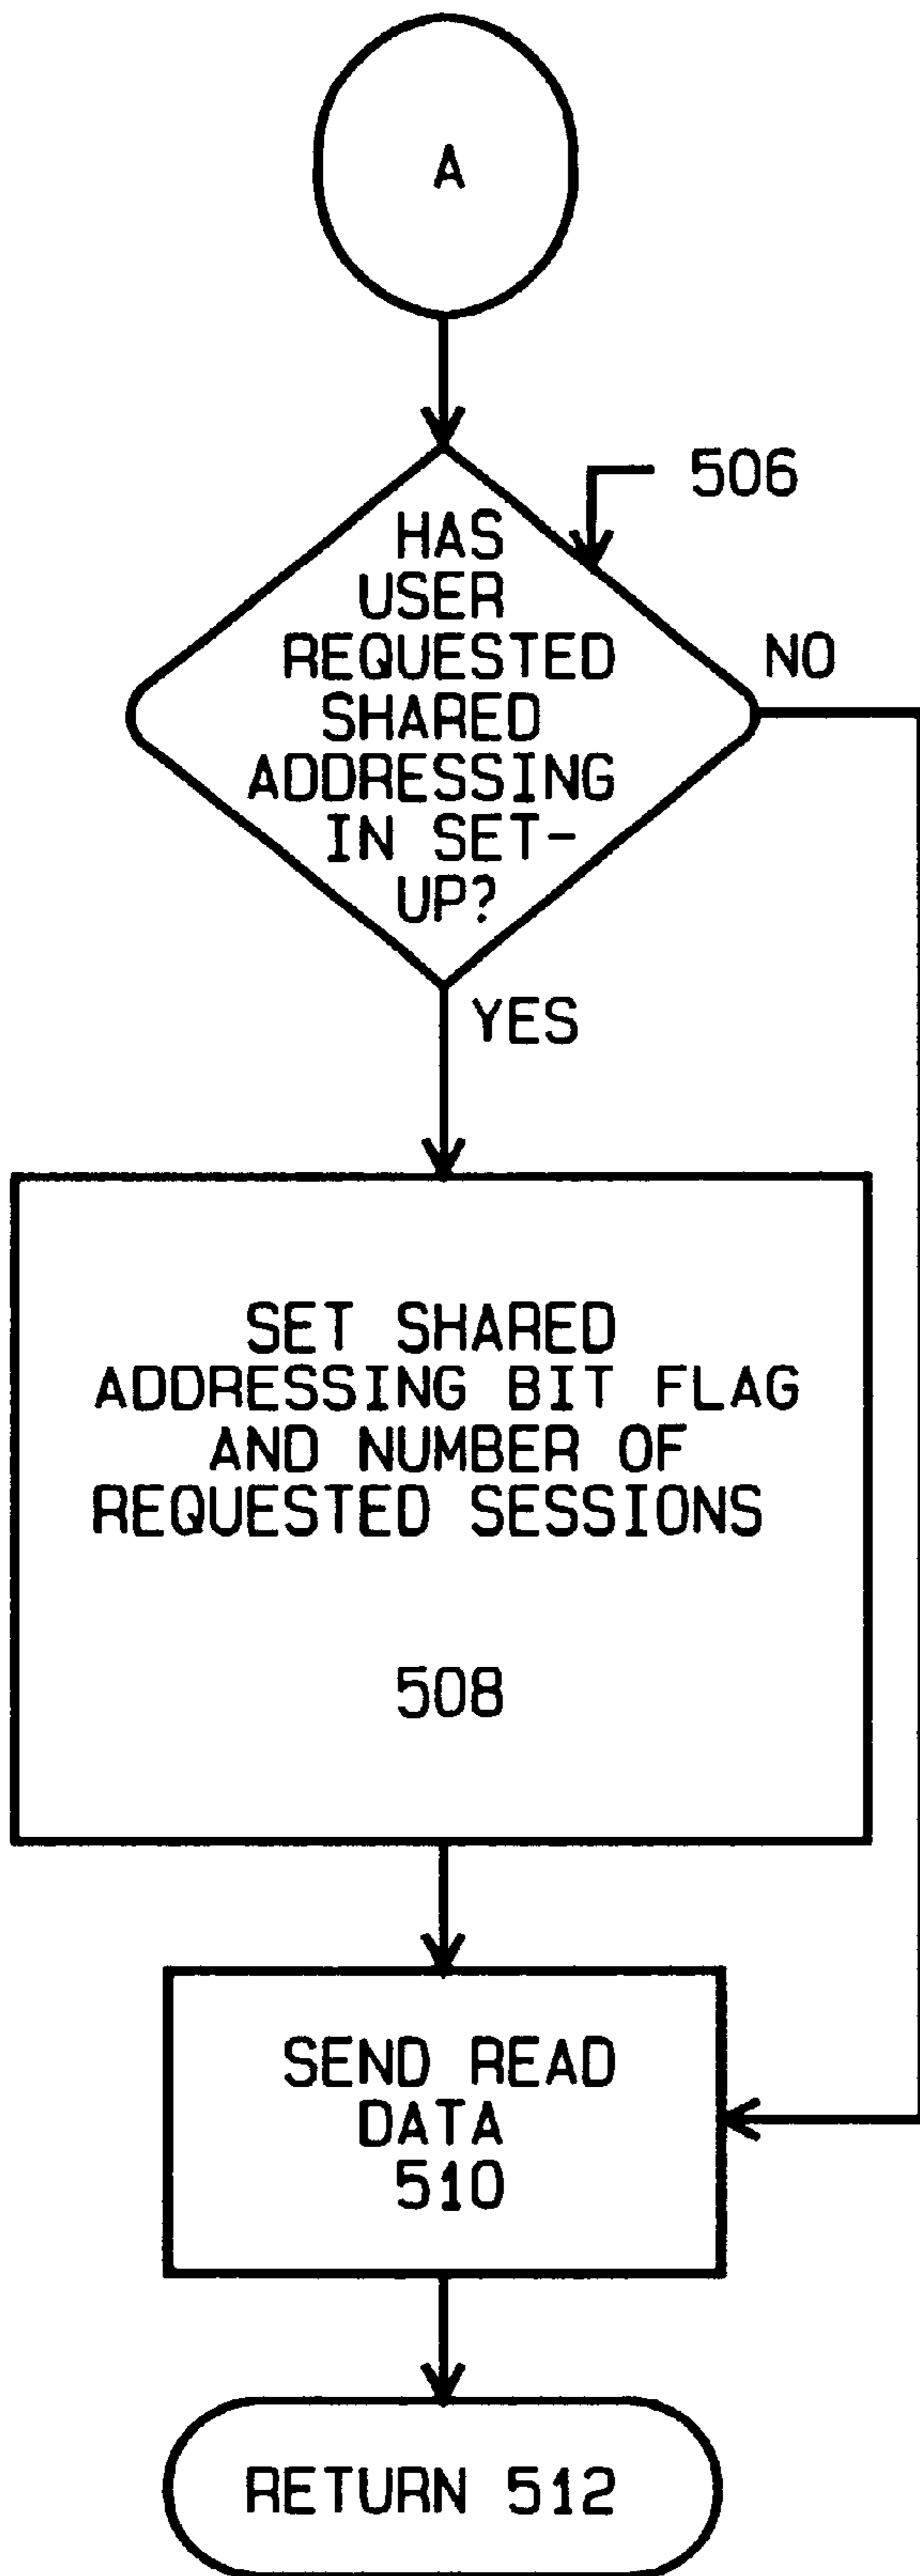 A
506
HAS
USER
REQUESTED
SHARED
ADDRESSING
IN SET-
UP?
NO
YES
SET SHARED
ADDRESSING BIT FLAG
AND NUMBER OF
REQUESTED SESSIONS
508
SEND READ
DATA
510
RETURN 512